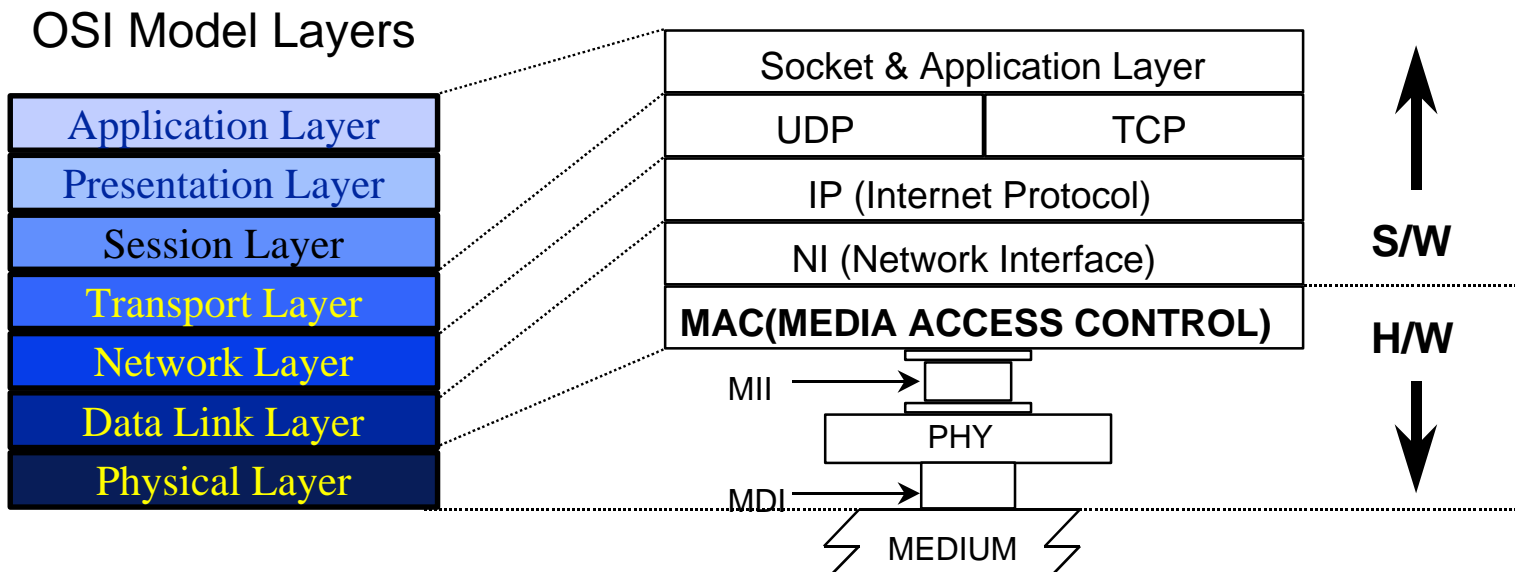 OSI Model Layers
Application Layer
Presentation Layer
Session Layer
Transport Layer
Network Layer
Data Link Layer
Physical Layer
Socket & Application Layer
UDP
TCP
IP (Internet Protocol)
NI (Network Interface)
MAC(MEDIA ACCESS CONTROL)
MII
PHY
MDI
MEDIUM
S/W
H/W